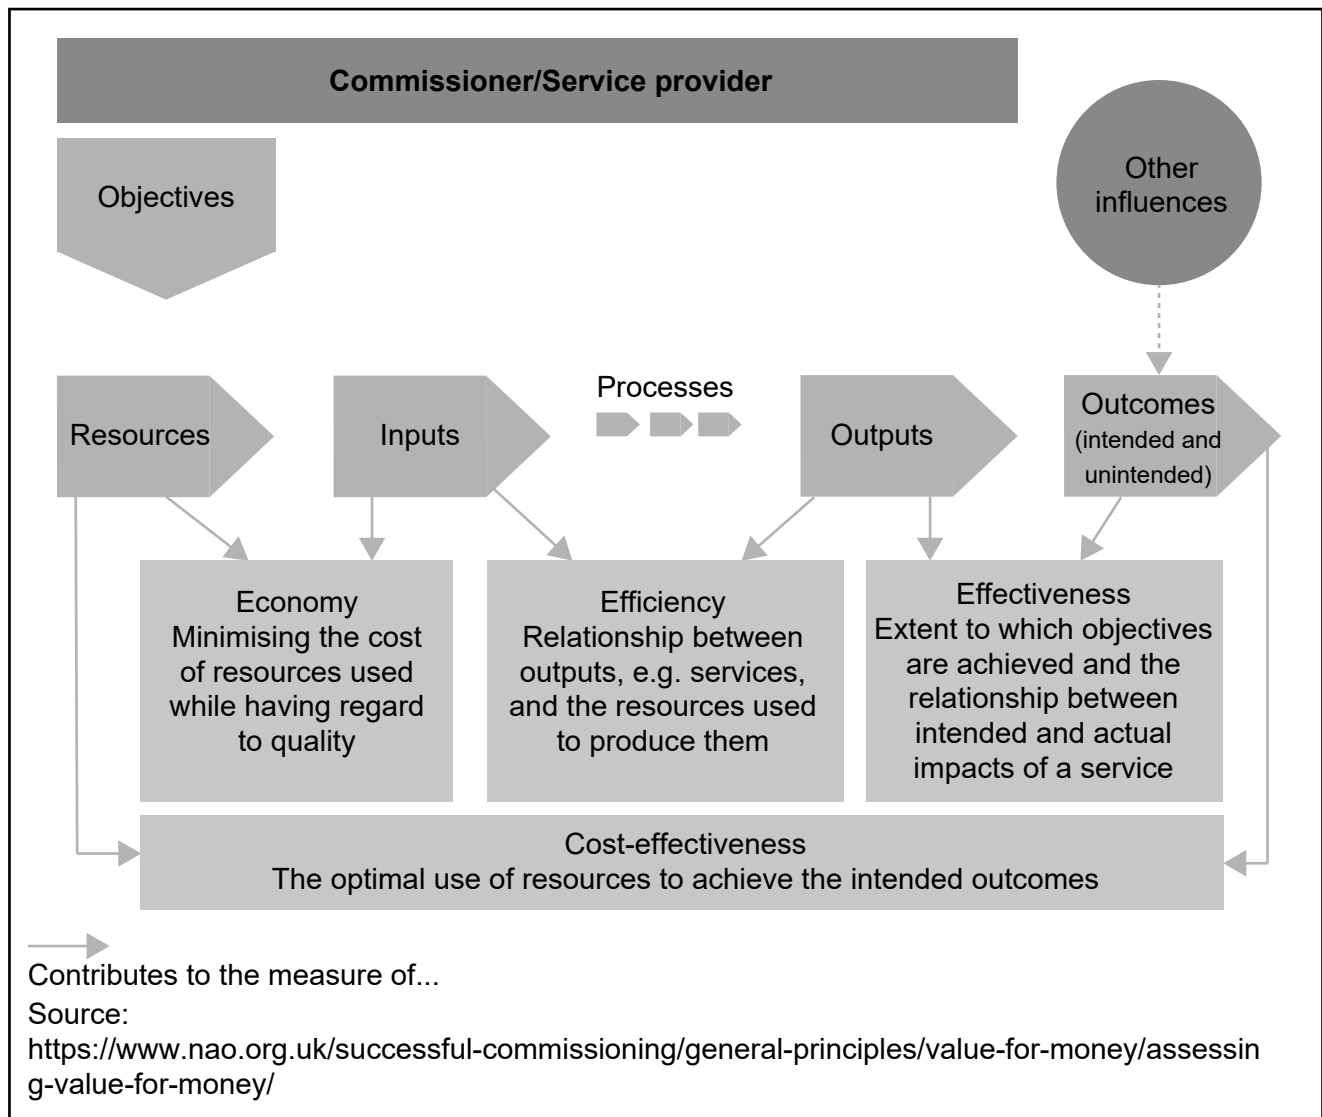 Commissioner/Service provider
Objectives
Other
influences
Resources
Inputs
Processes
Outputs
Outcomes
(intended and
unintended)
Economy
Minimising the cost
of resources used
while having regard
to quality
Efficiency
Relationship between
outputs, e.g. services,
and the resources used
to produce them
Effectiveness
Extent to which objectives
are achieved and the
relationship between
intended and actual
impacts of a service
Cost-effectiveness
The optimal use of resources to achieve the intended outcomes
Contributes to the measure of...
Source:
https://www.nao.org.uk/successful-commissioning/general-principles/value-for-money/assessin
g-value-for-money/